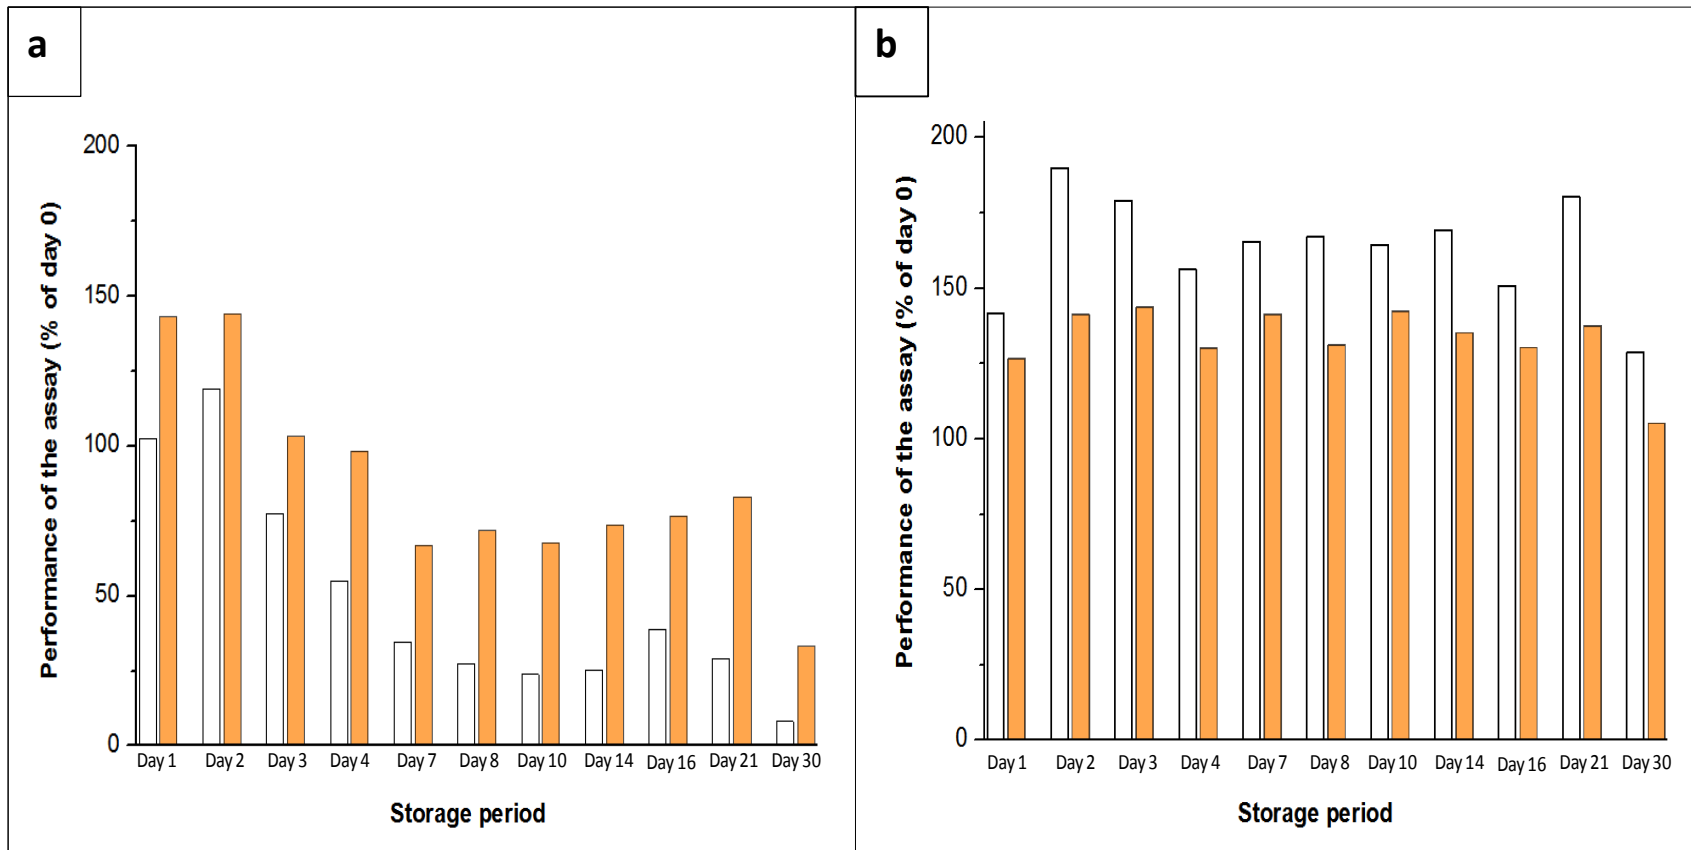 a
Performance of the assay (% of day 0)
200
150
100
50
0
Day 1 Day 2 Day 3 Day 4 Day 7 Day 8 Day 10 Day 14 Day 16 Day 21 Day 30
Storage period
b
Performance of the assay (% of day 0)
200
150
100
50
0
Day 1 Day 2 Day 3 Day 4 Day 7 Day 8 Day 10 Day 14 Day 16 Day 21 Day 30
Storage period